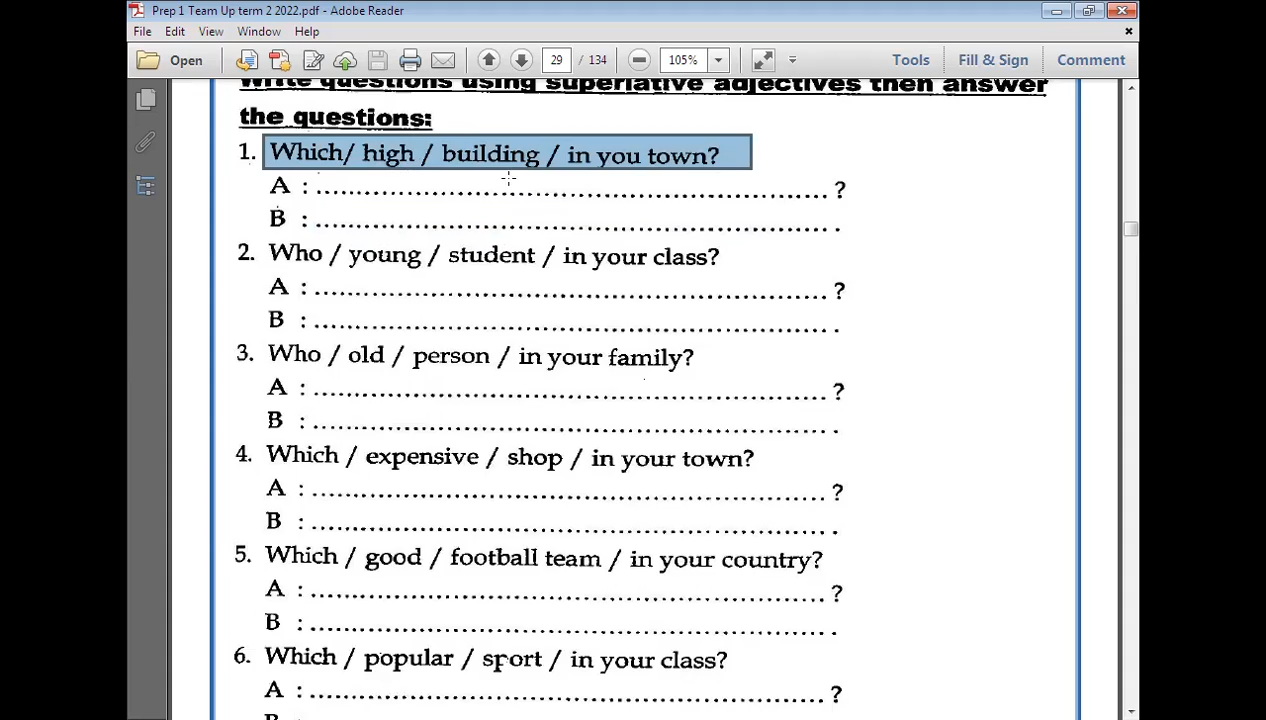 Prep 1 Team Up term 2 2022.pdf - Adobe Reader
File Edit View Window Help
Open 29 / 134 105% Tools Fill & Sign Comment
Write questions using superlative adjectives then answer
the questions:
1. Which/ high / building / in you town?
A : ?
B : .
2. Who / young / student / in your class?
A : ?
B : .
3. Who / old / person / in your family?
A : ?
B : .
4. Which / expensive / shop / in your town?
A : ?
B : .
5. Which / good / football team / in your country?
A : ?
B : .
6. Which / popular / sport / in your class?
A : ?